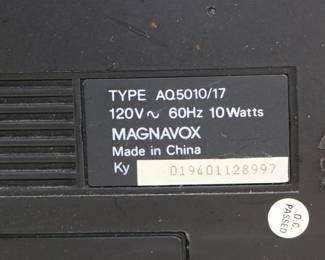 TYPE AQ5010/17
120V ~ 60Hz 10Watts
MAGNAVOX
Made in China
Ky 019401128997
Q.C.
PASSED